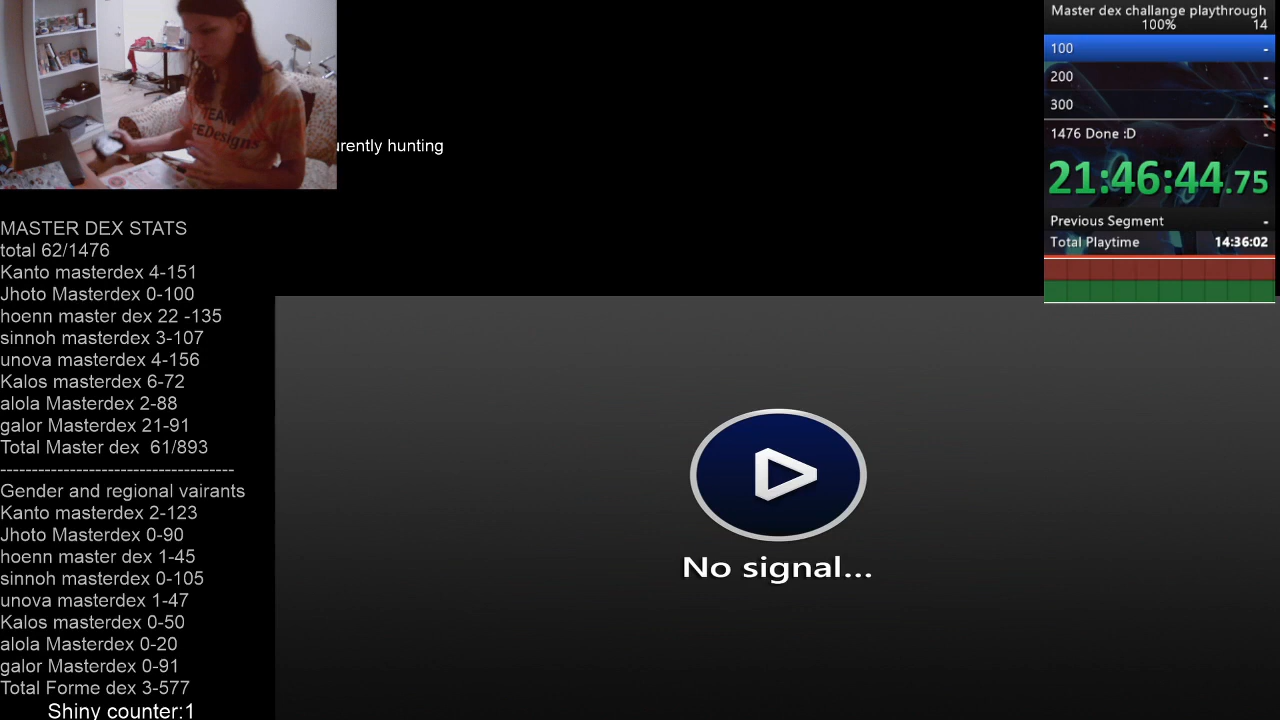 TEAM
FEDesigns
urently hunting
MASTER DEX STATS
total 62/1476
Kanto masterdex 4-151
Jhoto Masterdex 0-100
hoenn master dex 22 -135
sinnoh masterdex 3-107
unova masterdex 4-156
Kalos masterdex 6-72
alola Masterdex 2-88
galor Masterdex 21-91
Total Master dex  61/893
-------------------------------------
Gender and regional vairants
Kanto masterdex 2-123
Jhoto Masterdex 0-90
hoenn master dex 1-45
sinnoh masterdex 0-105
unova masterdex 1-47
Kalos masterdex 0-50
alola Masterdex 0-20
galor Masterdex 0-91
Total Forme dex 3-577
Shiny counter:1
No signal...
Master dex challange playthrough
100% 14
100 -
200 -
300 -
1476 Done :D -
21:46:44.75
Previous Segment -
Total Playtime 14:36:02